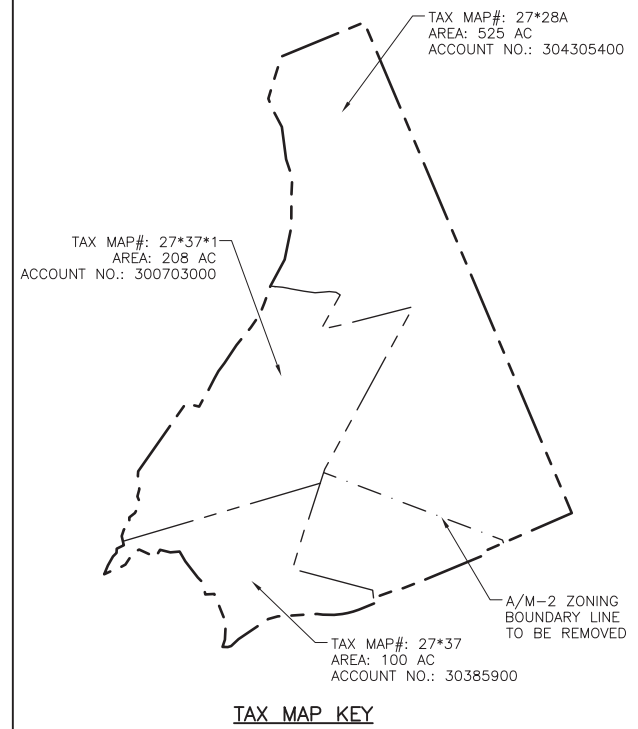 TAX MAP#: 27*28A
AREA: 525 AC
ACCOUNT NO.: 304305400
TAX MAP#: 27*37*1
AREA: 208 AC
ACCOUNT NO.: 300703000
A/M-2 ZONING
BOUNDARY LINE
TO BE REMOVED
TAX MAP#: 27*37
AREA: 100 AC
ACCOUNT NO.: 30385900
TAX MAP KEY